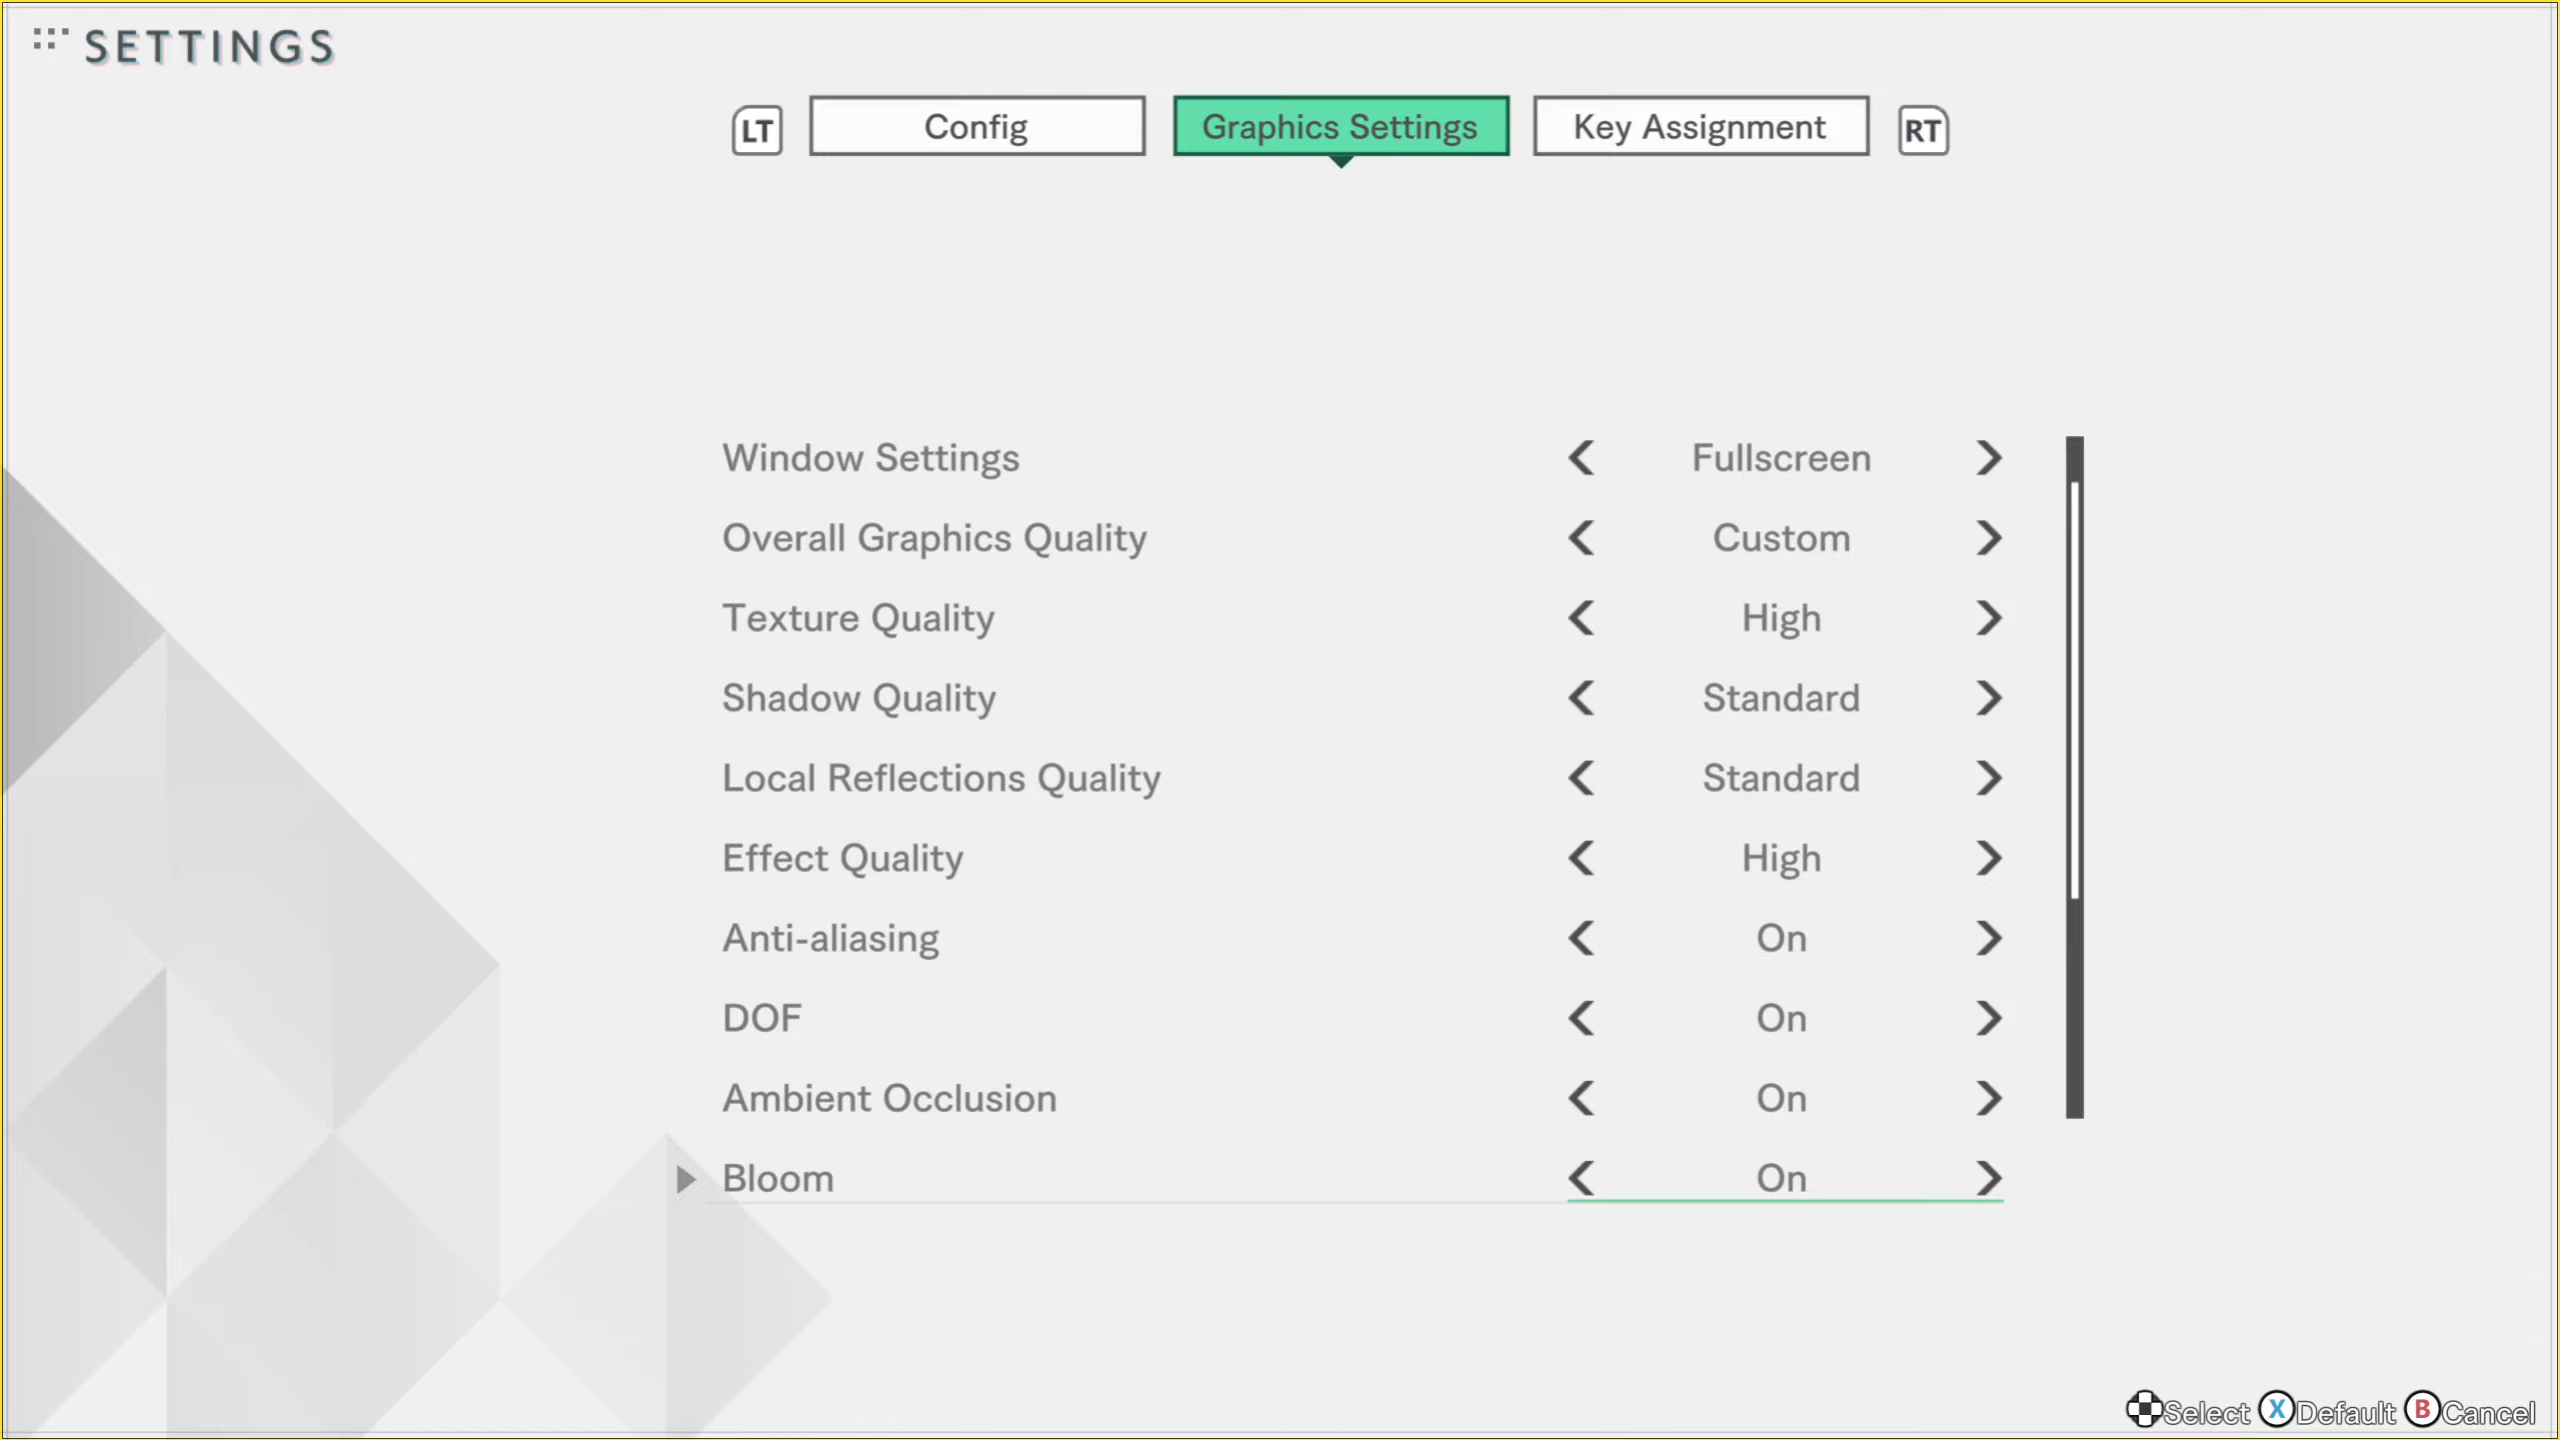 SETTINGS
LT Config Graphics Settings Key Assignment RT
Window Settings Fullscreen
Overall Graphics Quality Custom
Texture Quality High
Shadow Quality Standard
Local Reflections Quality Standard
Effect Quality High
Anti-aliasing On
DOF On
Ambient Occlusion On
Bloom On
Select X Default B Cancel